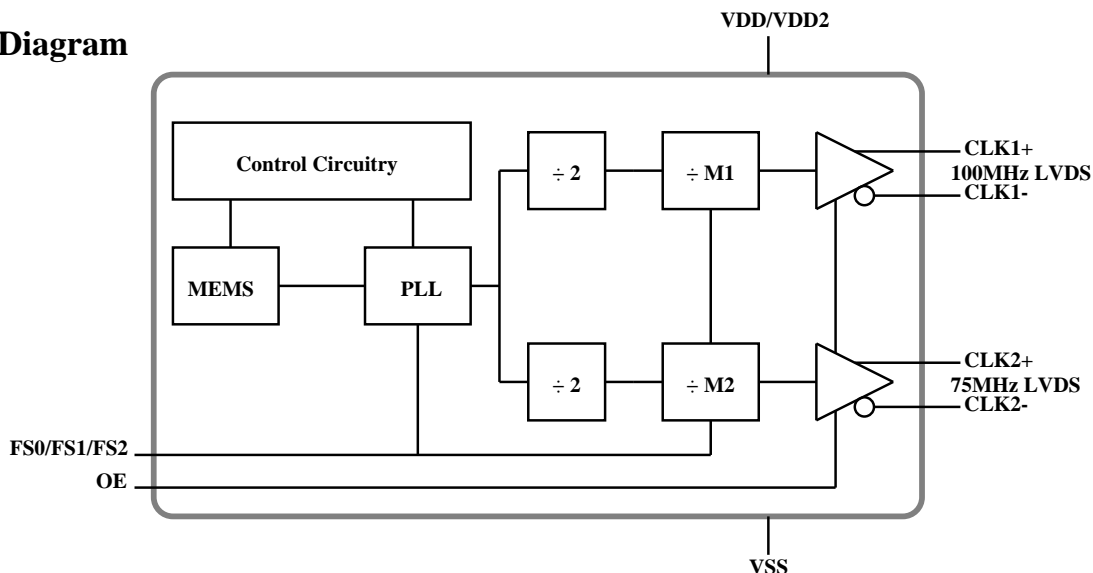 Diagram
VDD/VDD2
Control Circuitry
÷ 2
÷ M1
CLK1+
100MHz LVDS
CLK1-
MEMS
PLL
÷ 2
÷ M2
CLK2+
75MHz LVDS
CLK2-
FS0/FS1/FS2
OE
VSS